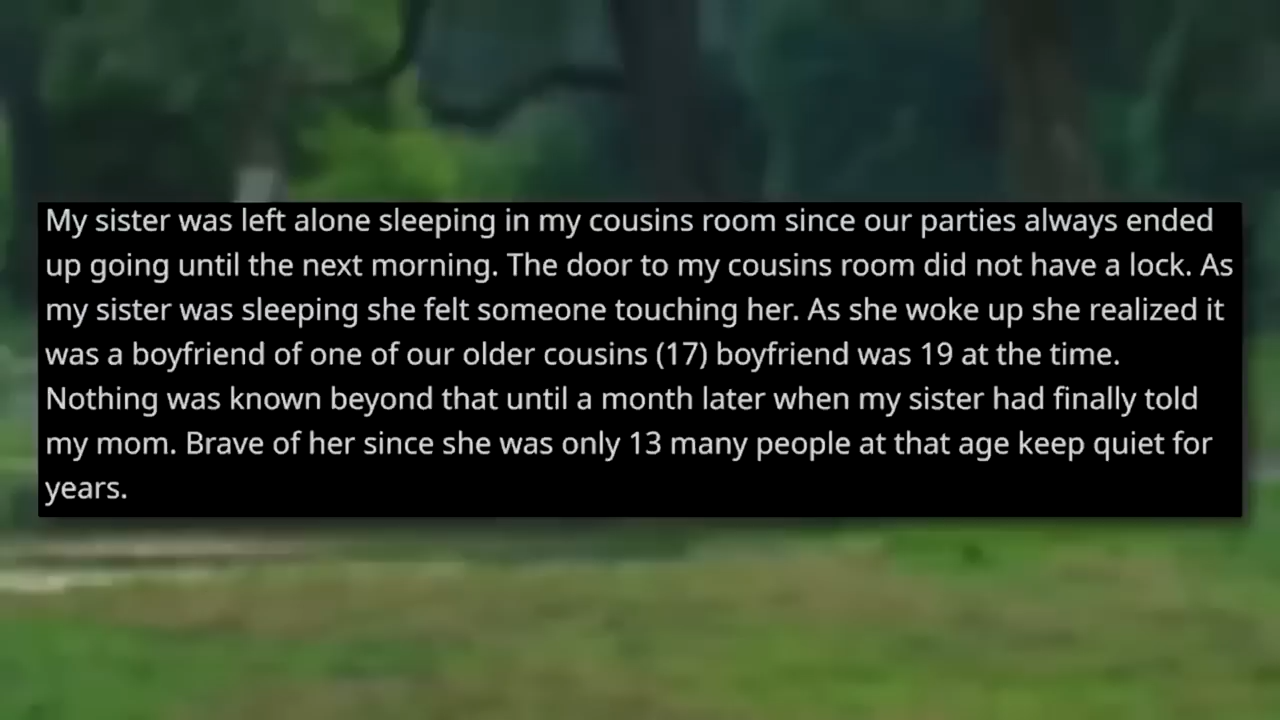 My sister was left alone sleeping in my cousins room since our parties always ended
up going until the next morning. The door to my cousins room did not have a lock. As
my sister was sleeping she felt someone touching her. As she woke up she realized it
was a boyfriend of one of our older cousins (17) boyfriend was 19 at the time.
Nothing was known beyond that until a month later when my sister had finally told
my mom. Brave of her since she was only 13 many people at that age keep quiet for
years.